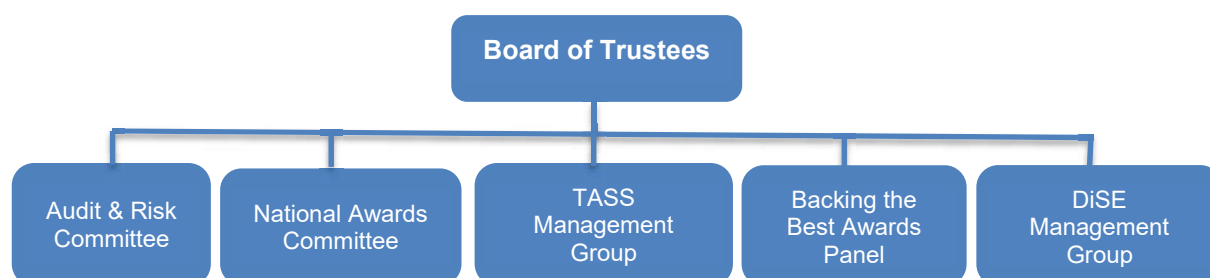 Board of Trustees
Audit & Risk
Committee
National Awards
Committee
TASS
Management
Group
Backing the
Best Awards
Panel
DiSE
Management
Group